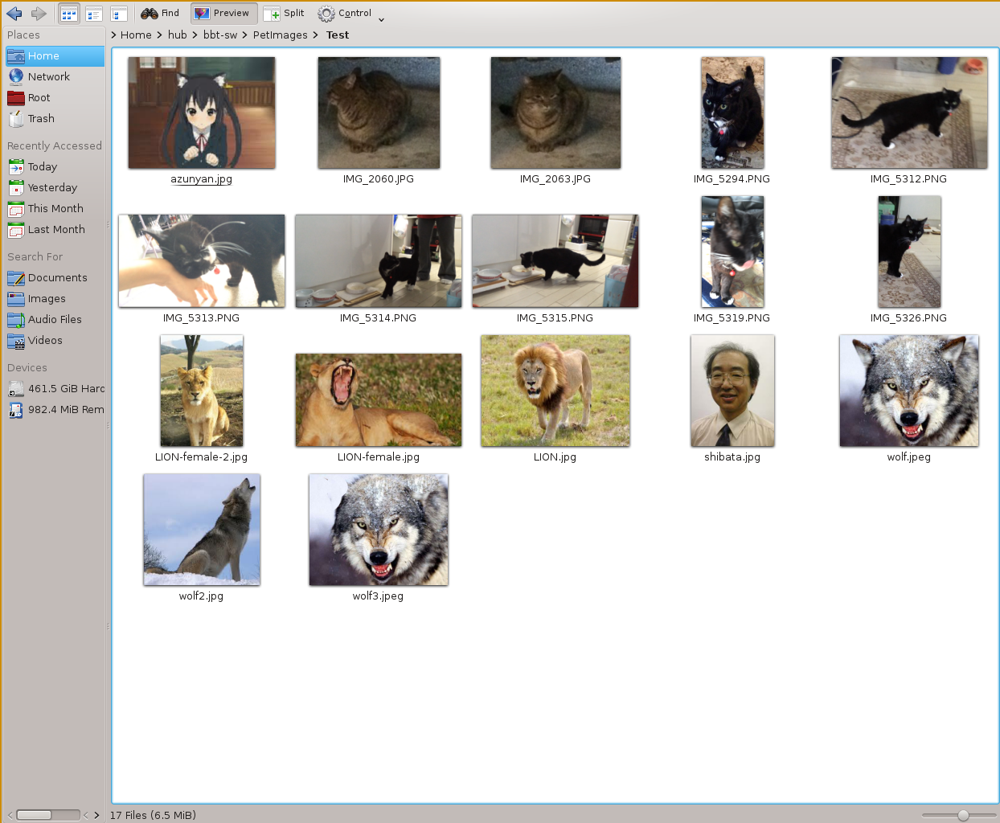 Find Preview Split Control
Places
> Home > hub > bbt-sw > PetImages > Test
Home
Network
Root
Trash
Recently Accessed
Today
Yesterday
This Month
Last Month
Search For
Documents
Images
Audio Files
Videos
Devices
461.5 GiB Hard
982.4 MiB Rem
azunyan.jpg IMG_2060.JPG IMG_2063.JPG IMG_5294.PNG IMG_5312.PNG
IMG_5313.PNG IMG_5314.PNG IMG_5315.PNG IMG_5319.PNG IMG_5326.PNG
LION-female-2.jpg LION-female.jpg LION.jpg shibata.jpg wolf.jpeg
wolf2.jpg wolf3.jpeg
17 Files (6.5 MiB)